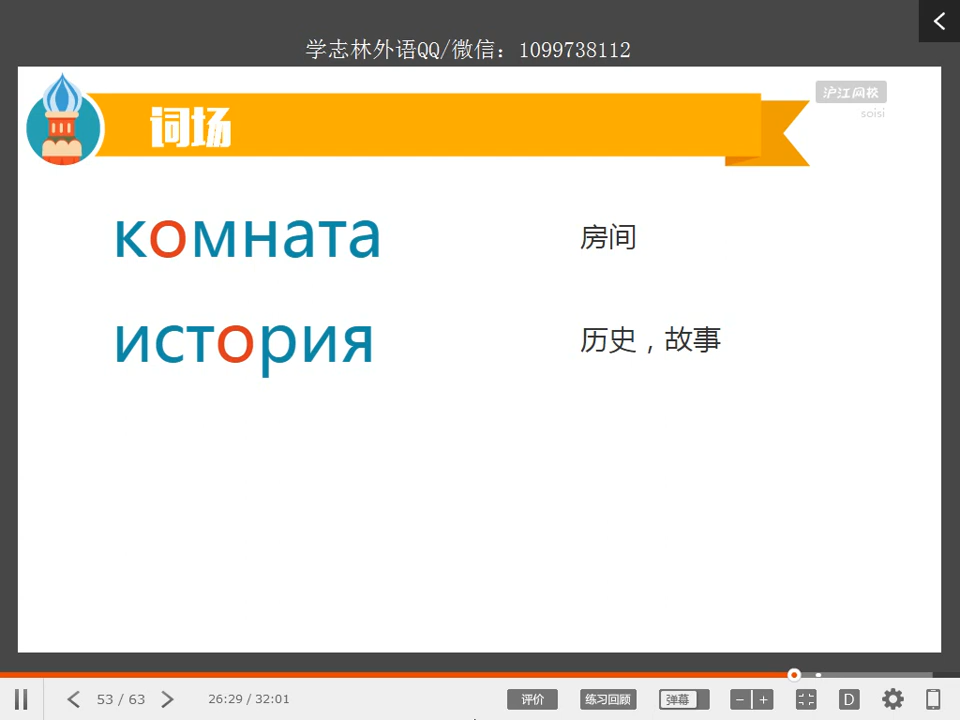 学志林外语QQ/微信：1099738112
沪江网校
soisi
词场
комната 房间
история 历史，故事
53 / 63 26:29 / 32:01 评价 练习回顾 弹幕 － ＋ D